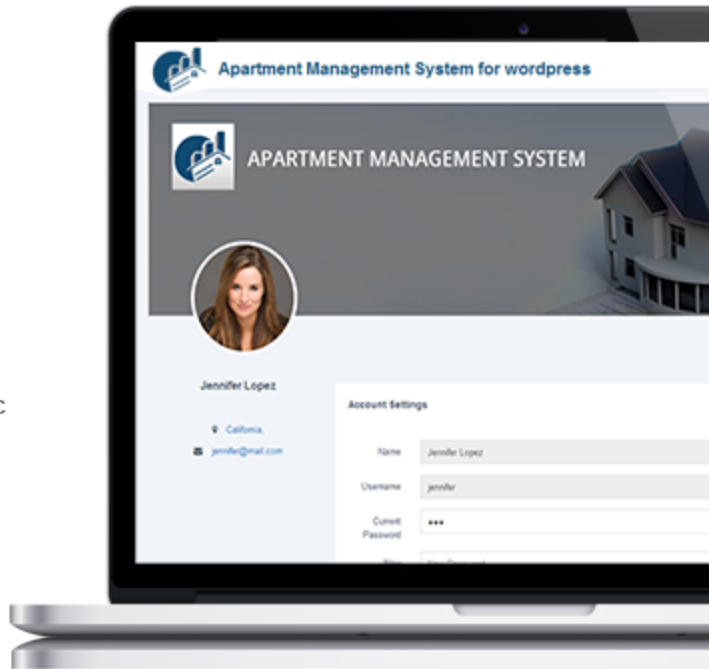 Apartment Management System for wordpress
APARTMENT MANAGEMENT SYSTEM
Jennifer Lopez
California,
jennifer@mail.com
Account Settings
Name Jennifer Lopez
Username jennifer
Current Password •••
New
c